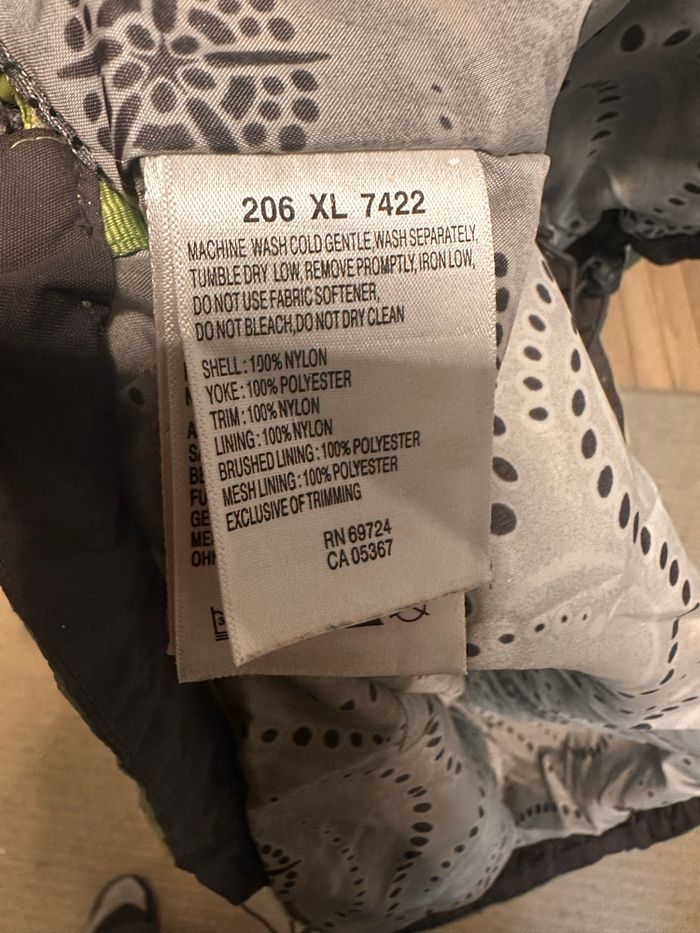 206 XL 7422
MACHINE WASH COLD GENTLE, WASH SEPARATELY,
TUMBLE DRY LOW, REMOVE PROMPTLY, IRON LOW,
DO NOT USE FABRIC SOFTENER,
DO NOT BLEACH,DO NOT DRY CLEAN
SHELL:100% NYLON
YOKE:100% POLYESTER
TRIM:100% NYLON
LINING:100% NYLON
BRUSHED LINING:100% POLYESTER
MESH LINING:100% POLYESTER
EXCLUSIVE OF TRIMMING
RN 69724
CA 05367